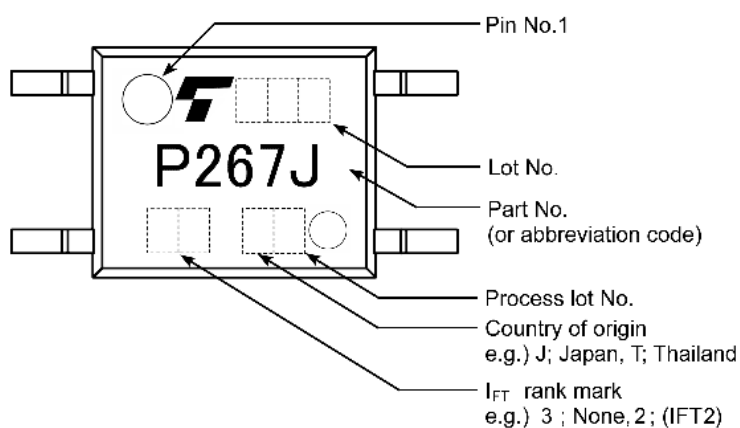 Pin No.1
P267J
Lot No.
Part No.
(or abbreviation code)
Process lot No.
Country of origin
e.g.) J; Japan, T; Thailand
IFT rank mark
e.g.) 3 ; None, 2 ; (IFT2)